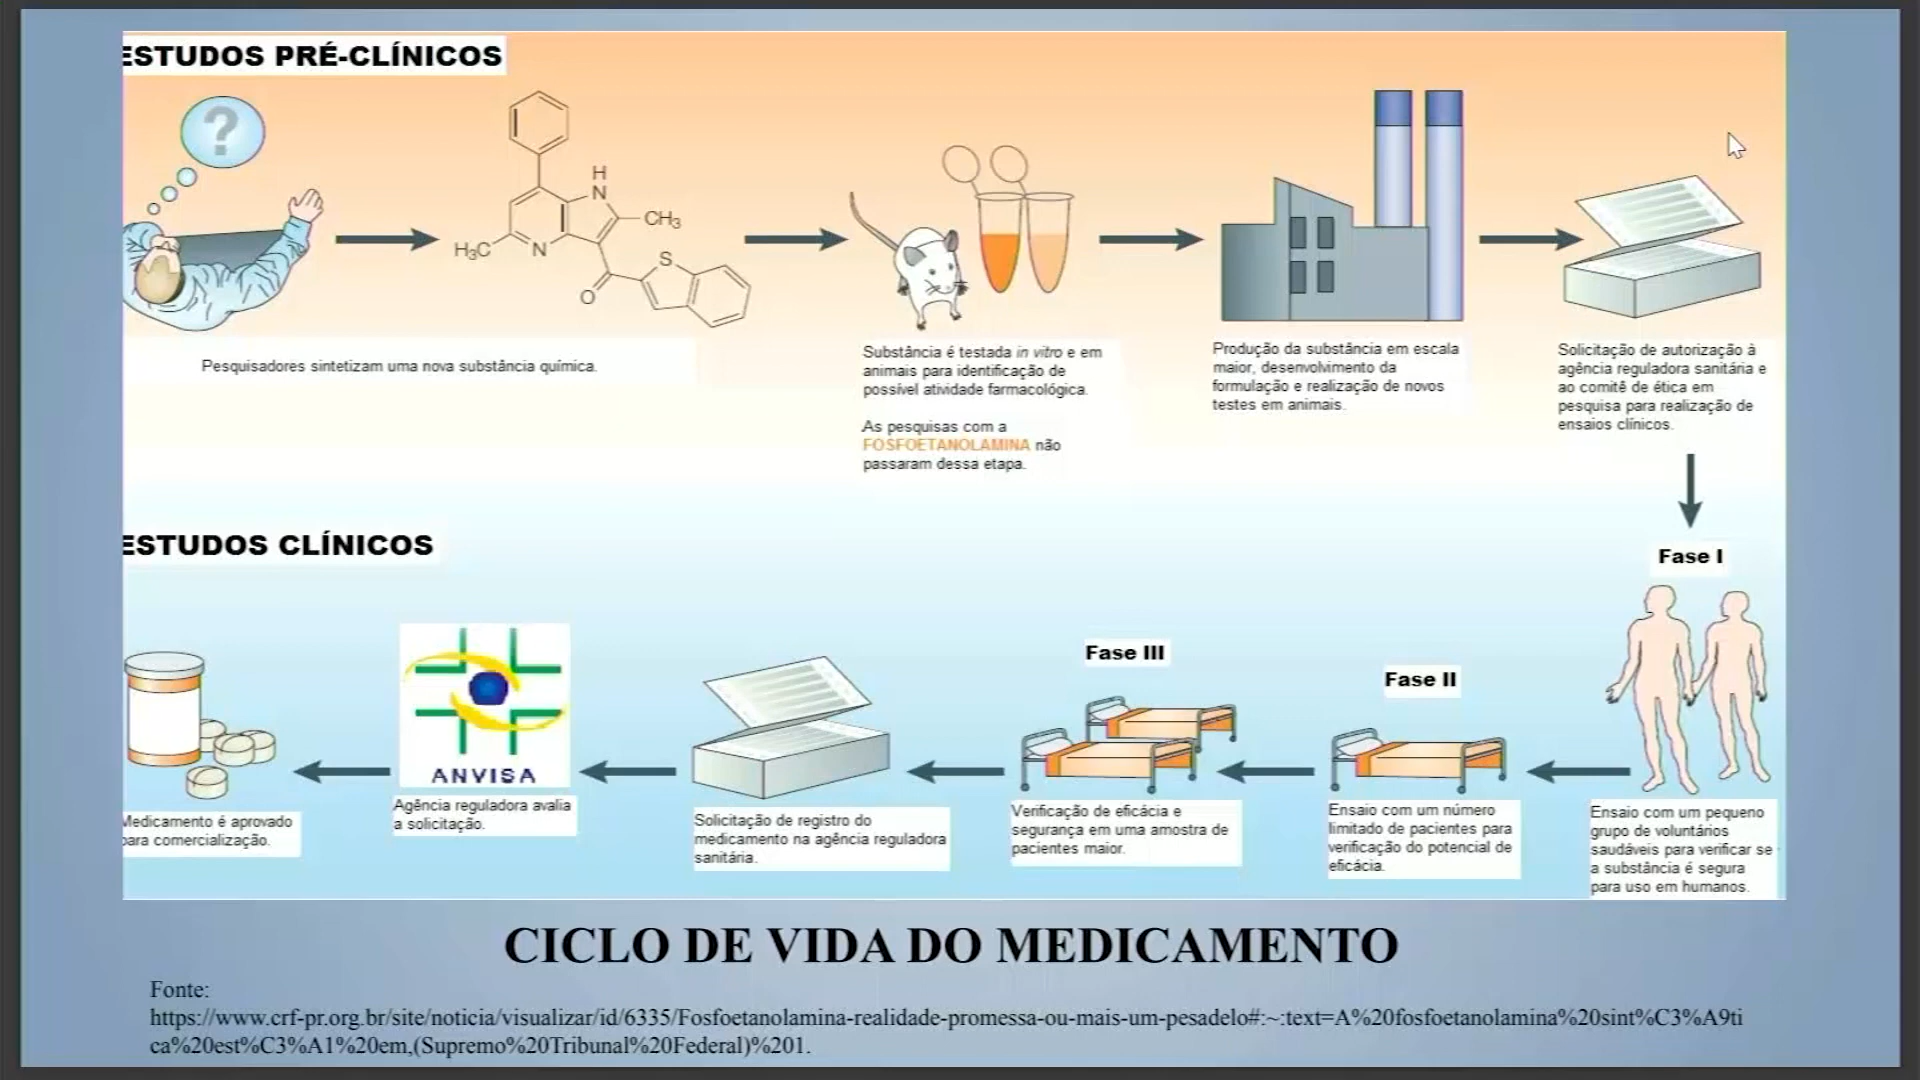 ESTUDOS PRÉ-CLÍNICOS
?
H
N
CH₃
H₃C
N
S
O
Pesquisadores sintetizam uma nova substância química.
Substância é testada in vitro e em
animais para identificação de
possível atividade farmacológica.
As pesquisas com a
FOSFOETANOLAMINA não
passaram dessa etapa.
Produção da substância em escala
maior, desenvolvimento da
formulação e realização de novos
testes em animais.
Solicitação de autorização à
agência reguladora sanitária e
ao comitê de ética em
pesquisa para realização de
ensaios clínicos.
ESTUDOS CLÍNICOS
Fase I
Ensaio com um pequeno
grupo de voluntários
saudáveis para verificar se
a substância é segura
para uso em humanos.
Fase II
Ensaio com um número
limitado de pacientes para
verificação do potencial de
eficácia.
Fase III
Verificação de eficácia e
segurança em uma amostra de
pacientes maior.
Solicitação de registro do
medicamento na agência reguladora
sanitária.
ANVISA
Agência reguladora avalia
a solicitação.
Medicamento é aprovado
para comercialização.
CICLO DE VIDA DO MEDICAMENTO
Fonte:
https://www.crf-pr.org.br/site/noticia/visualizar/id/6335/Fosfoetanolamina-realidade-promessa-ou-mais-um-pesadelo#:~:text=A%20fosfoetanolamina%20sint%C3%A9ti
ca%20est%C3%A1%20em,(Supremo%20Tribunal%20Federal)%201.